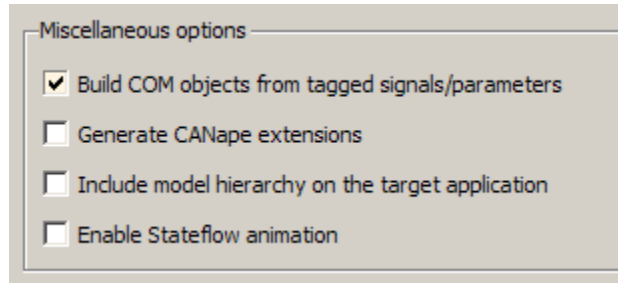 Miscellaneous options
Build COM objects from tagged signals/parameters
Generate CANape extensions
Include model hierarchy on the target application
Enable Stateflow animation